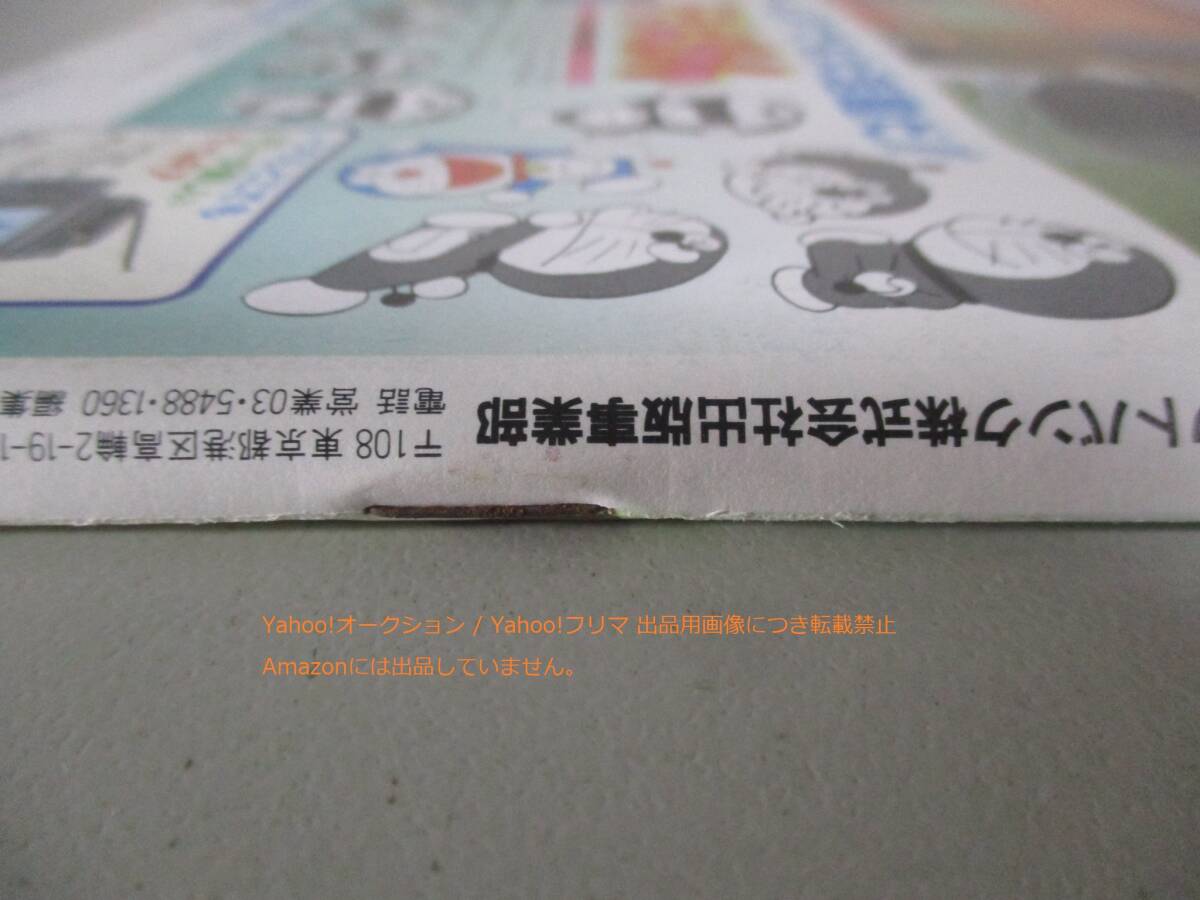 トバンク株式会社出版事業部
〒108 東京都港区高輪2-19-1
電話 営業03・5488・1360 編集
Yahoo!オークション / Yahoo!フリマ 出品用画像につき転載禁止
Amazonには出品していません。